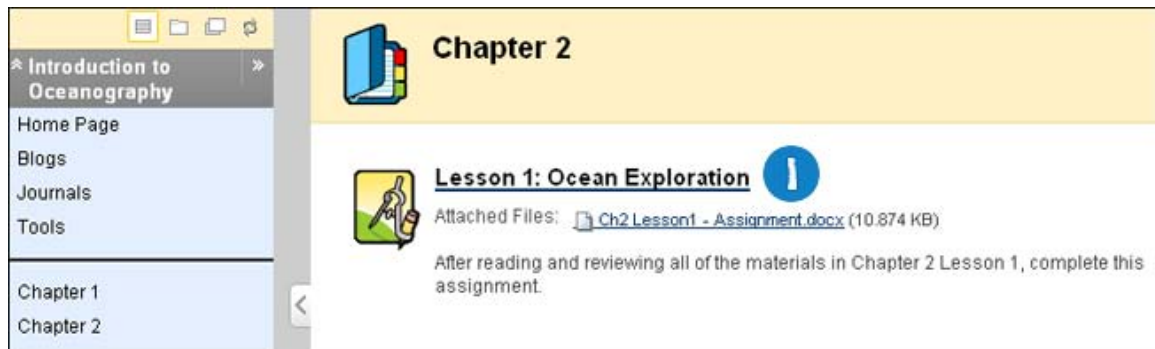 Introduction to
Oceanography
Home Page
Blogs
Journals
Tools
Chapter 1
Chapter 2
Chapter 2
Lesson 1: Ocean Exploration 1
Attached Files: Ch2 Lesson1 - Assignment.docx (10.874 KB)
After reading and reviewing all of the materials in Chapter 2 Lesson 1, complete this
assignment.